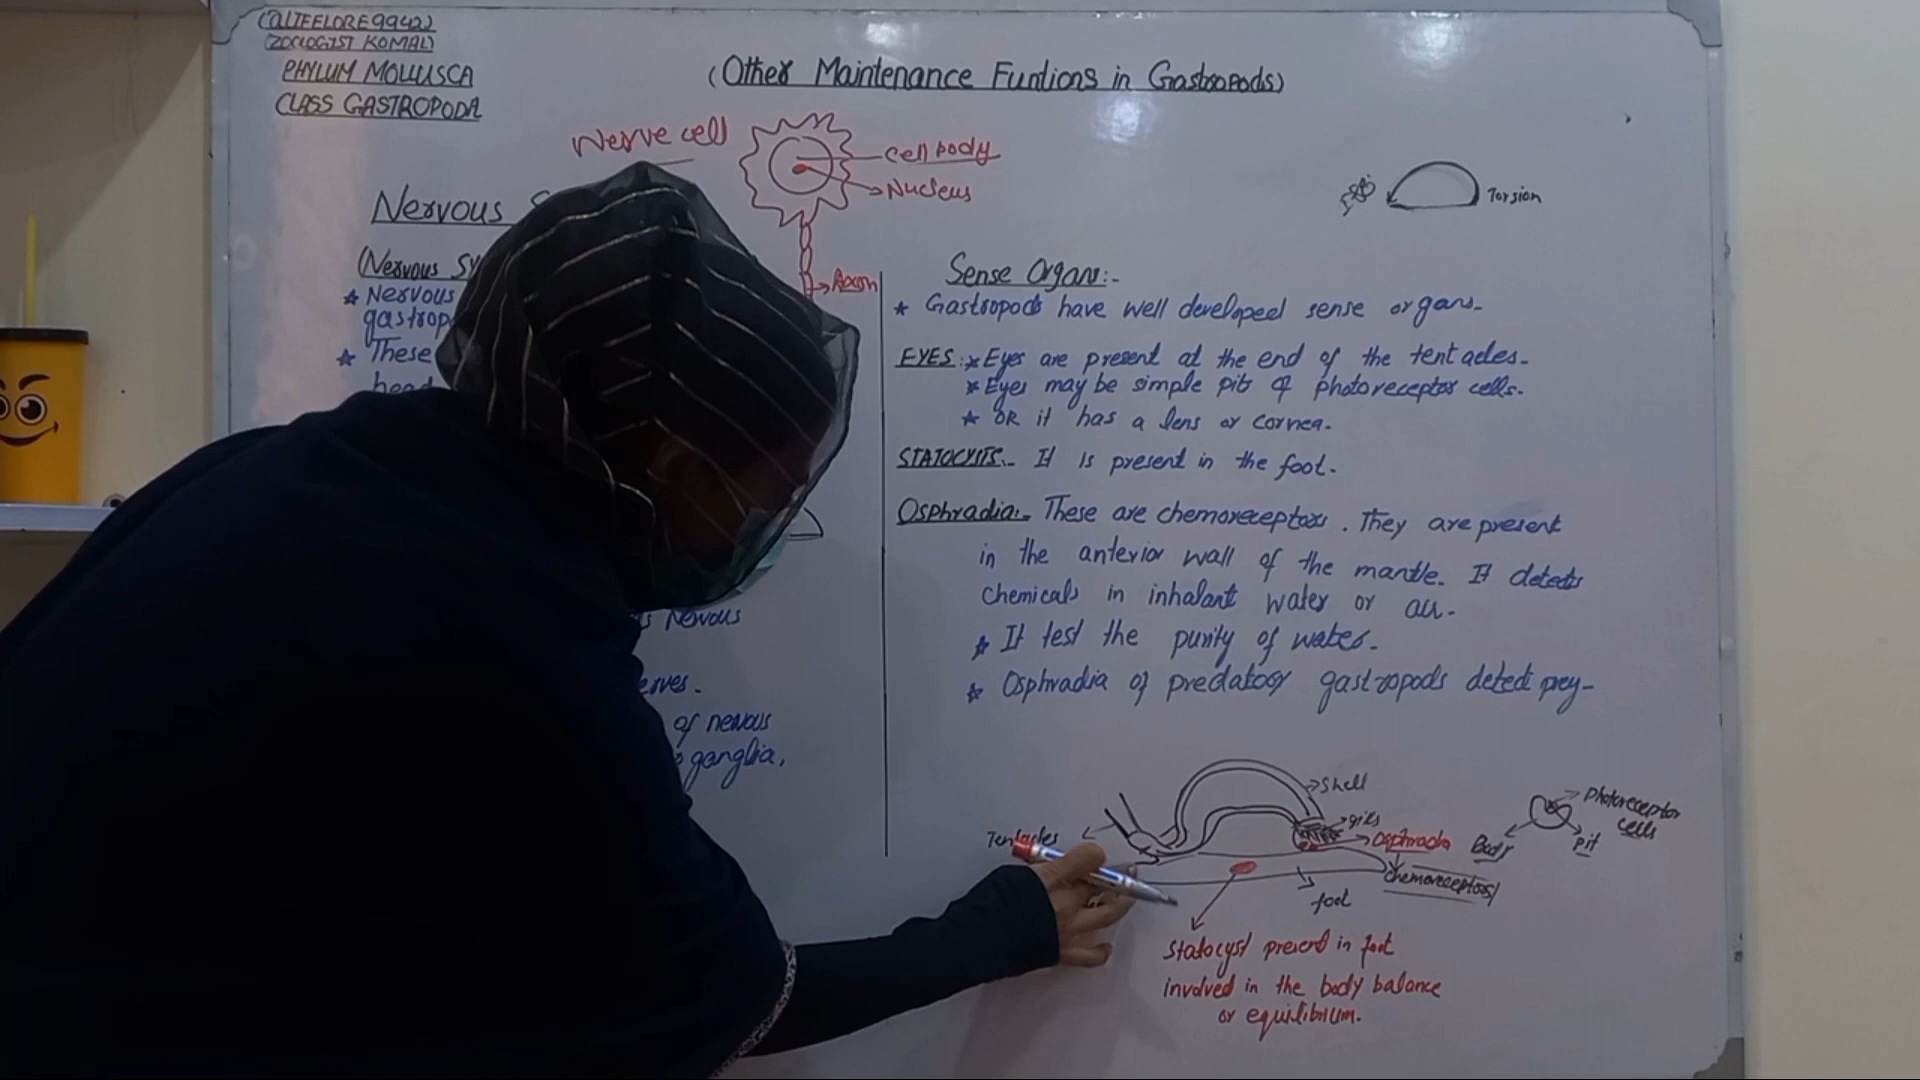 (ALTEELORE9942)
(ZOOLOGIST KOMAL)
PHYLUM MOLLUSCA
CLASS GASTROPODA
(Other Maintenance Funtions in Gastropods)
Nerve cell
Cell body
Nucleus
Axon
Torsion
Nervous
(Nervous
★ Nervous
★ These
head
s Nervous
erves.
of nervous
ganglia.
Sense Organs:-
★ Gastropods have well developed sense organs-
EYES:★ Eyes are present at the end of the tentacles-
★ Eyes may be simple pits of photoreceptor cells-
★ OR it has a lens or cornea-
STATOCYSTS:- It is present in the foot-
Osphradia:- These are chemoreceptors. They are present
in the anterior wall of the mantle. It detects
chemicals in inhalant water or air-
★ It test the purity of water-
★ Osphradia of predatory gastropods detect prey-
Shell
gills
Osphradia
chemoreceptors
Tentacles
foot
Statocyst present in foot
involved in the body balance
or equilibrium.
Photoreceptor
cells
Body
Pit